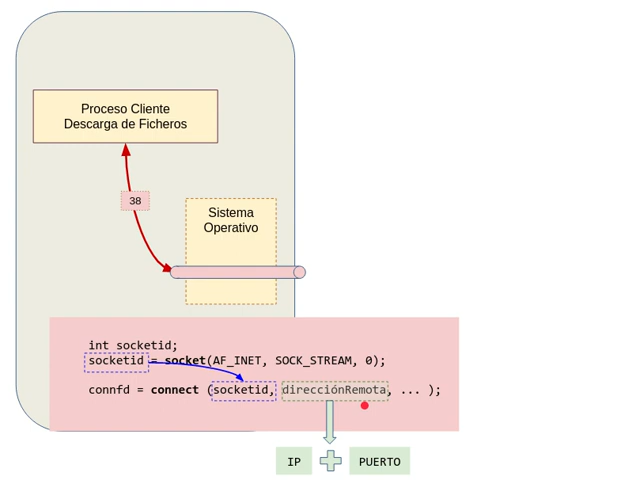 Proceso Cliente
Descarga de Ficheros
38
Sistema
Operativo
int socketid;
socketid = socket(AF_INET, SOCK_STREAM, 0);
connfd = connect (socketid, direcciónRemota, ... );
IP
PUERTO